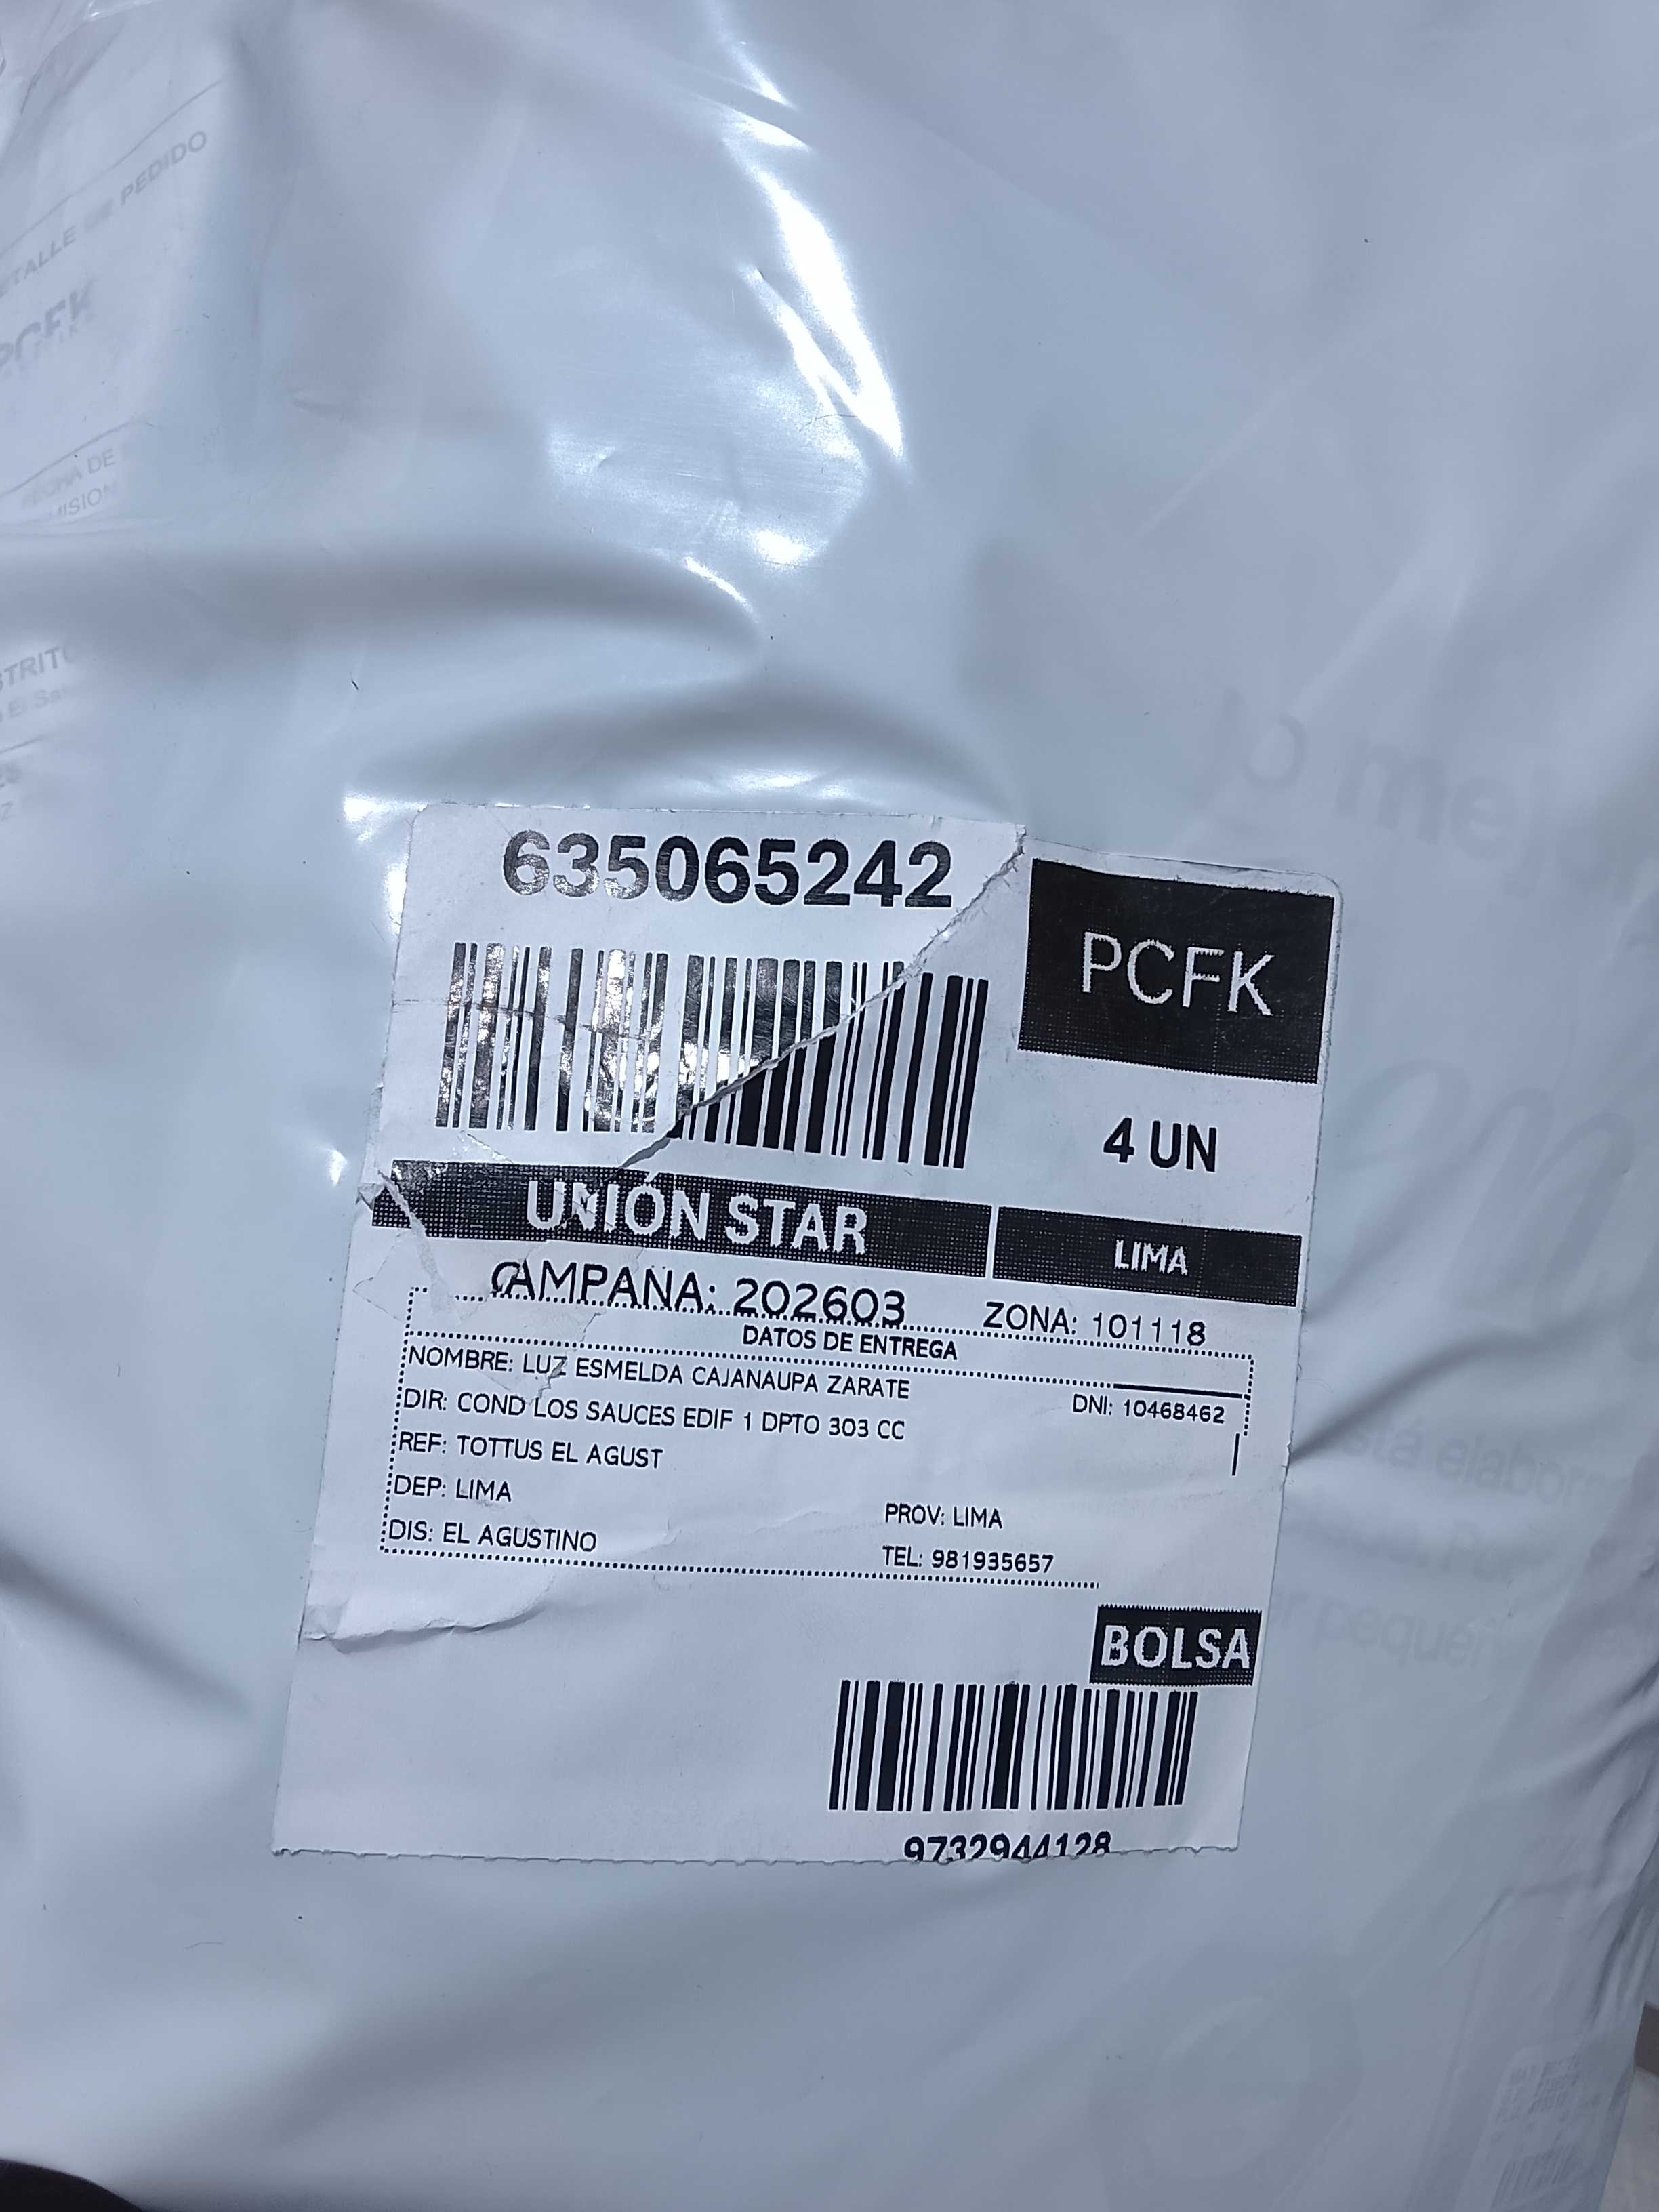 PEDIDO
635065242
PCFK
4 UN
UNIÓN STAR
LIMA
CAMPANA: 202603
ZONA: 101118
DATOS DE ENTREGA
NOMBRE: LUZ ESMELDA CAJANAUPA ZARATE
DNI: 10468462
DIR: COND LOS SAUCES EDIF 1 DPTO 303 CC
REF: TOTTUS EL AGUST
DEP: LIMA
PROV: LIMA
DIS: EL AGUSTINO
TEL: 981935657
BOLSA
9732944128